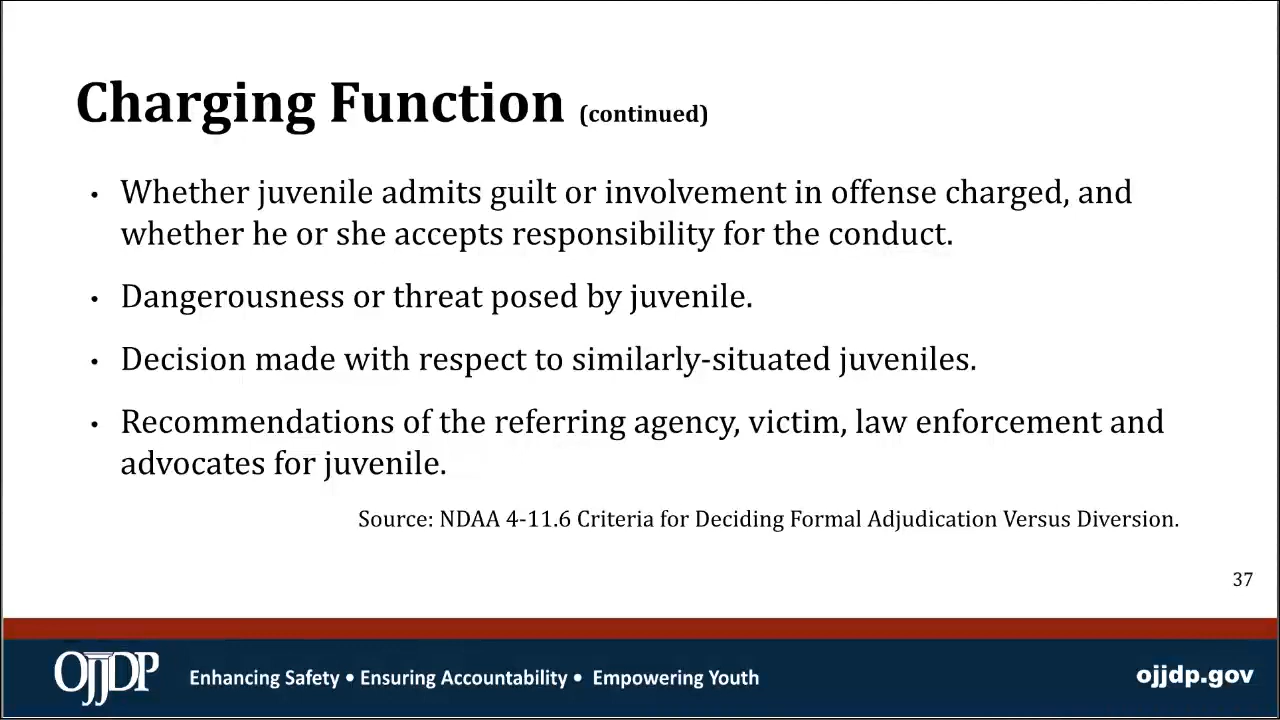 Charging Function (continued)
• Whether juvenile admits guilt or involvement in offense charged, and
whether he or she accepts responsibility for the conduct.
• Dangerousness or threat posed by juvenile.
• Decision made with respect to similarly-situated juveniles.
• Recommendations of the referring agency, victim, law enforcement and
advocates for juvenile.
Source: NDAA 4-11.6 Criteria for Deciding Formal Adjudication Versus Diversion.
37
OJJDP Enhancing Safety • Ensuring Accountability • Empowering Youth ojjdp.gov